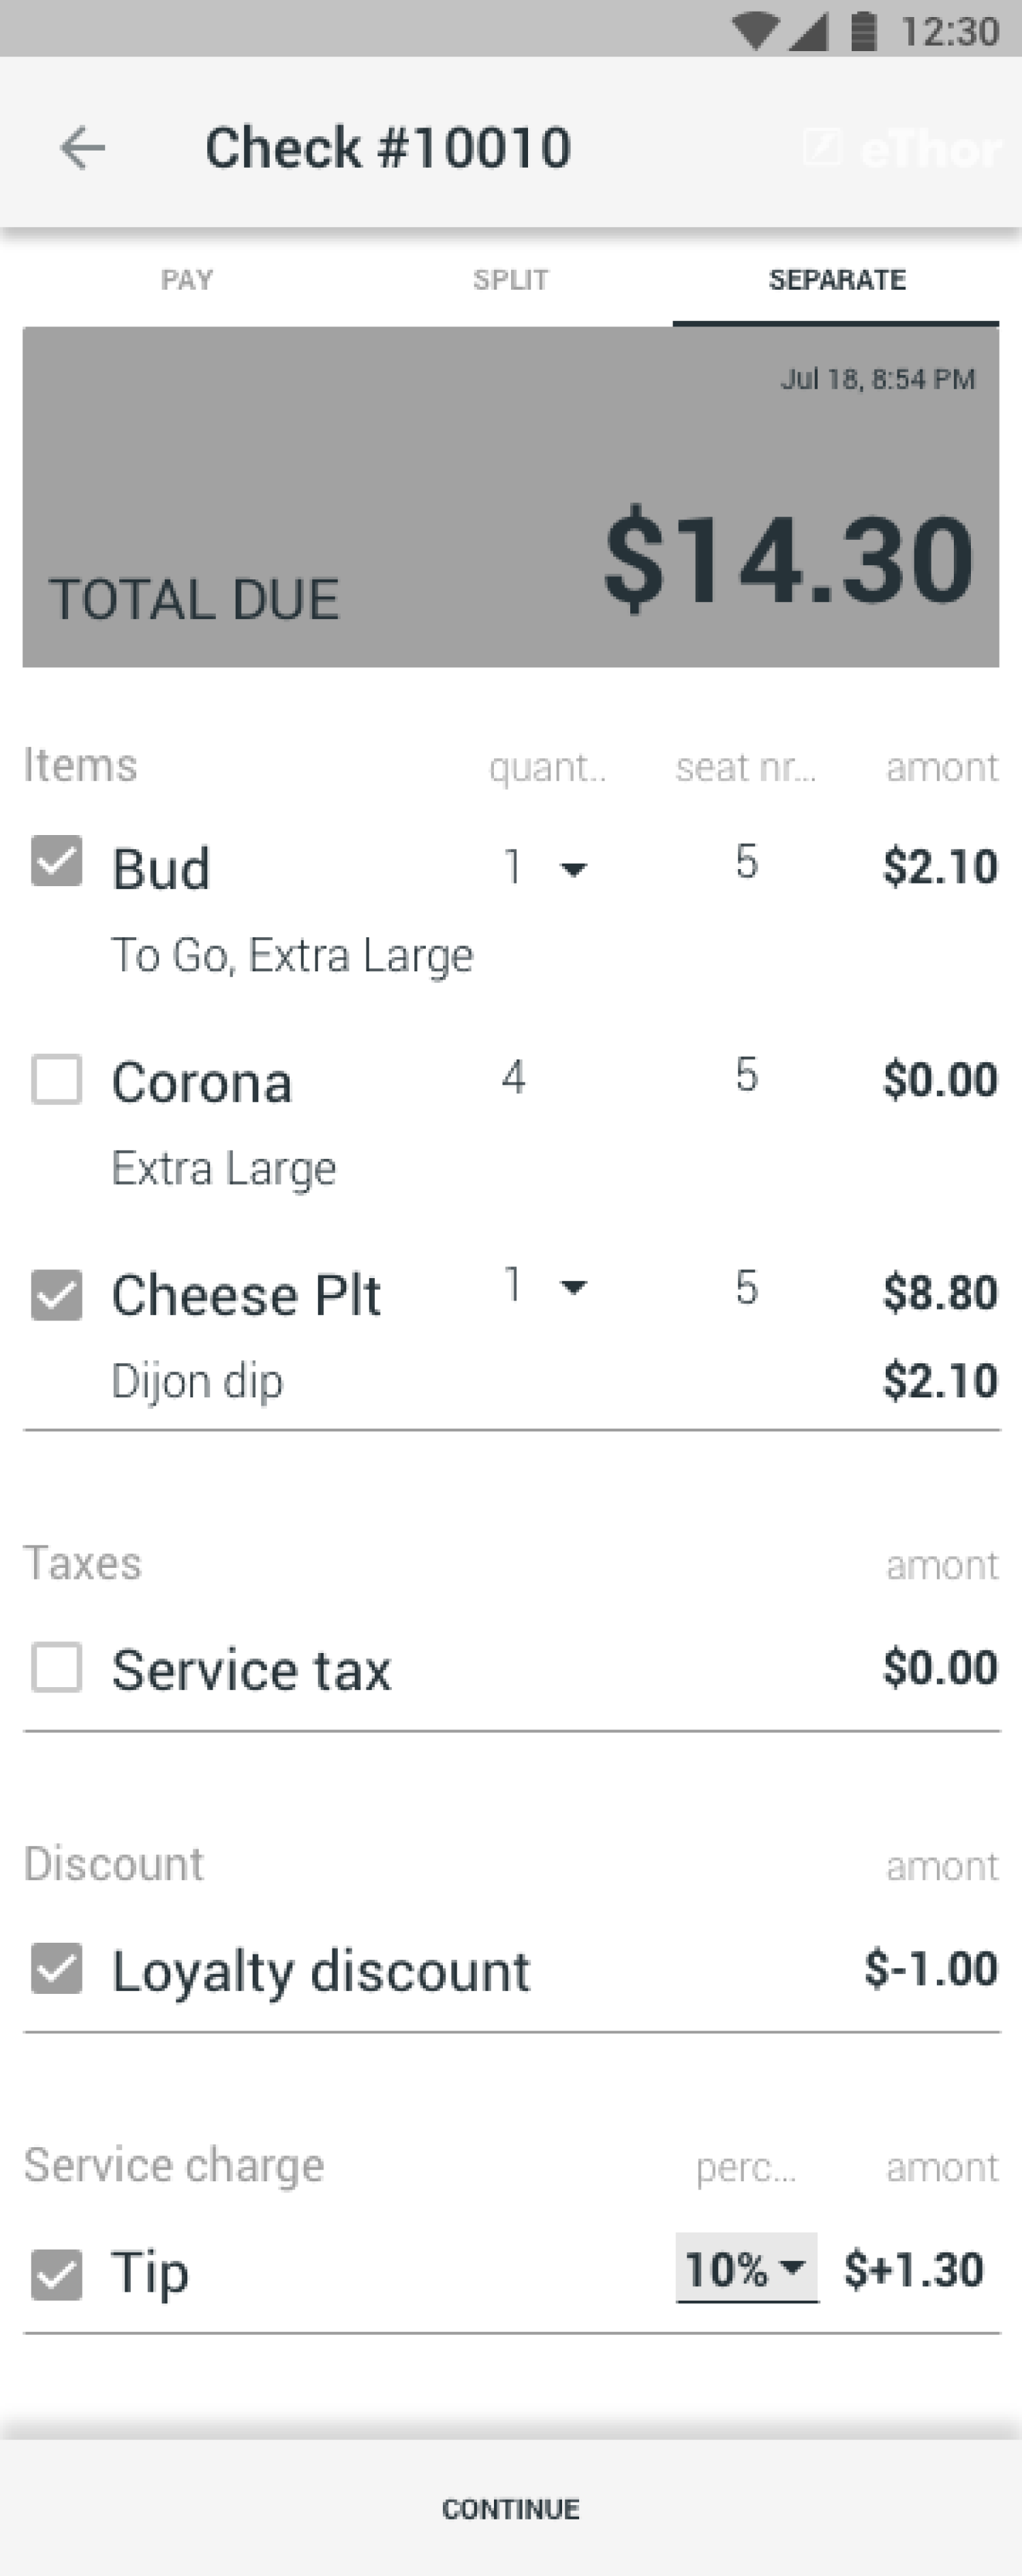 12:30
Check #10010
eThor
PAY SPLIT SEPARATE
Jul 18, 8:54 PM
TOTAL DUE $14.30
Items quant.. seat nr... amont
Bud 1 5 $2.10
To Go, Extra Large
Corona 4 5 $0.00
Extra Large
Cheese Plt 1 5 $8.80
Dijon dip $2.10
Taxes amont
Service tax $0.00
Discount amont
Loyalty discount $-1.00
Service charge perc... amont
Tip 10% $+1.30
CONTINUE